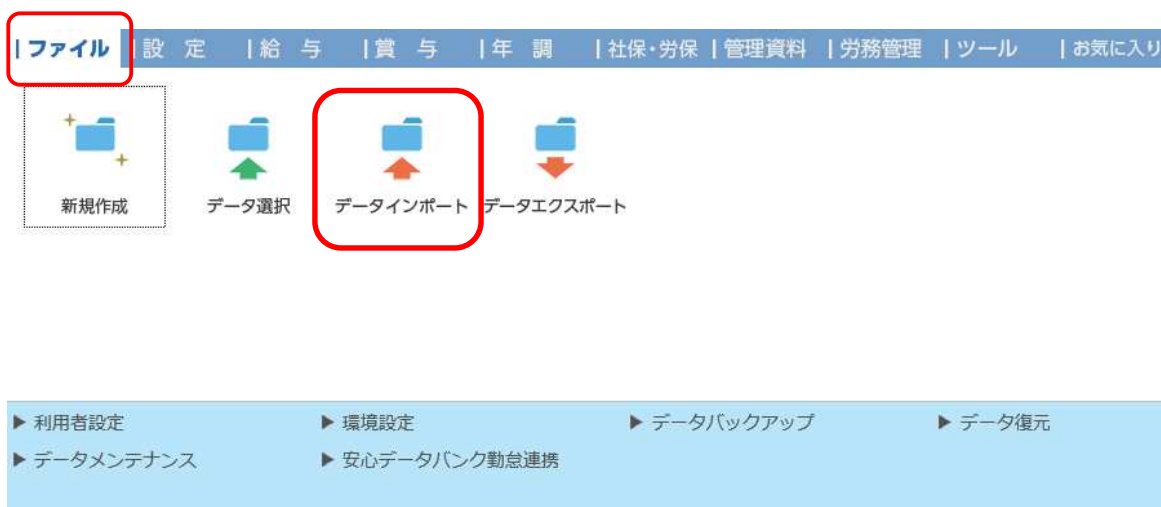 |ファイル |設 定 |給 与 |賞 与 |年 調 |社保・労保 |管理資料 |労務管理 |ツール |お気に入り
新規作成 データ選択 データインポート データエクスポート
▶ 利用者設定 ▶ 環境設定 ▶ データバックアップ ▶ データ復元
▶ データメンテナンス ▶ 安心データバンク勤怠連携